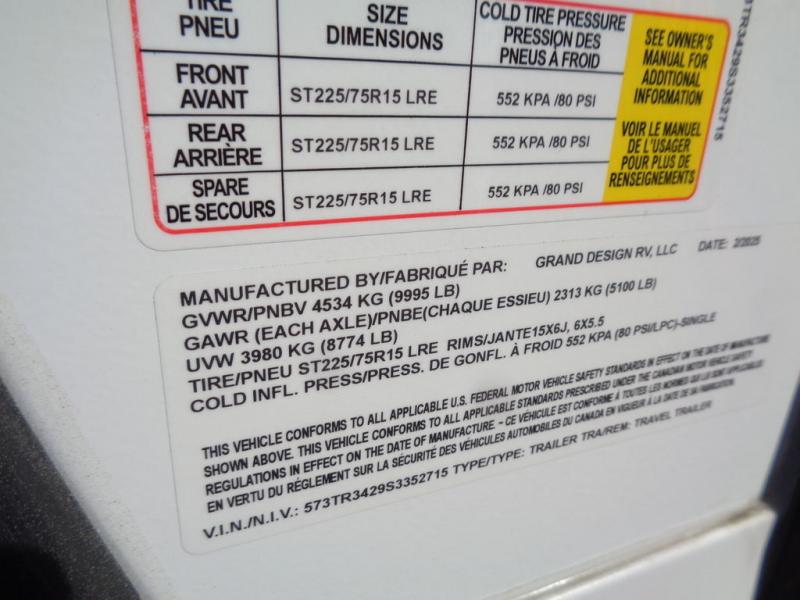 TIRE
PNEU
SIZE
DIMENSIONS
COLD TIRE PRESSURE
PRESSION DES
PNEUS À FROID
SEE OWNER'S
MANUAL FOR
ADDITIONAL
INFORMATION
VOIR LE MANUEL
DE L'USAGER
POUR PLUS DE
RENSEIGNEMENTS
FRONT
AVANT
ST225/75R15 LRE
552 KPA /80 PSI
REAR
ARRIÈRE
ST225/75R15 LRE
552 KPA /80 PSI
SPARE
DE SECOURS
ST225/75R15 LRE
552 KPA /80 PSI
TR3429S3352715
MANUFACTURED BY/FABRIQUÉ PAR: GRAND DESIGN RV, LLC DATE: 2/2025
GVWR/PNBV 4534 KG (9995 LB)
GAWR (EACH AXLE)/PNBE(CHAQUE ESSIEU) 2313 KG (5100 LB)
UVW 3980 KG (8774 LB)
TIRE/PNEU ST225/75R15 LRE RIMS/JANTE15X6J, 6X5.5
COLD INFL. PRESS/PRESS. DE GONFL. À FROID 552 KPA (80 PSI/LPC)-SINGLE
THIS VEHICLE CONFORMS TO ALL APPLICABLE U.S. FEDERAL MOTOR VEHICLE SAFETY STANDARDS IN EFFECT ON THE DATE OF MANUFACTURE
SHOWN ABOVE. THIS VEHICLE CONFORMS TO ALL APPLICABLE STANDARDS PRESCRIBED UNDER THE CANADIAN MOTOR VEHICLE SAFETY
REGULATIONS IN EFFECT ON THE DATE OF MANUFACTURE. - CE VÉHICULE EST CONFORME À TOUTES LES NORMES QUI LUI SONT APPLICABLES
EN VERTU DU RÉGLEMENT SUR LA SÉCURITÉ DES VÉHICULES AUTOMOBILES DU CANADA EN VIGUEUR À LA DATE DE SA FABRICATION.
V.I.N./N.I.V.: 573TR3429S3352715 TYPE/TYPE: TRAILER TRA/REM: TRAVEL TRAILER